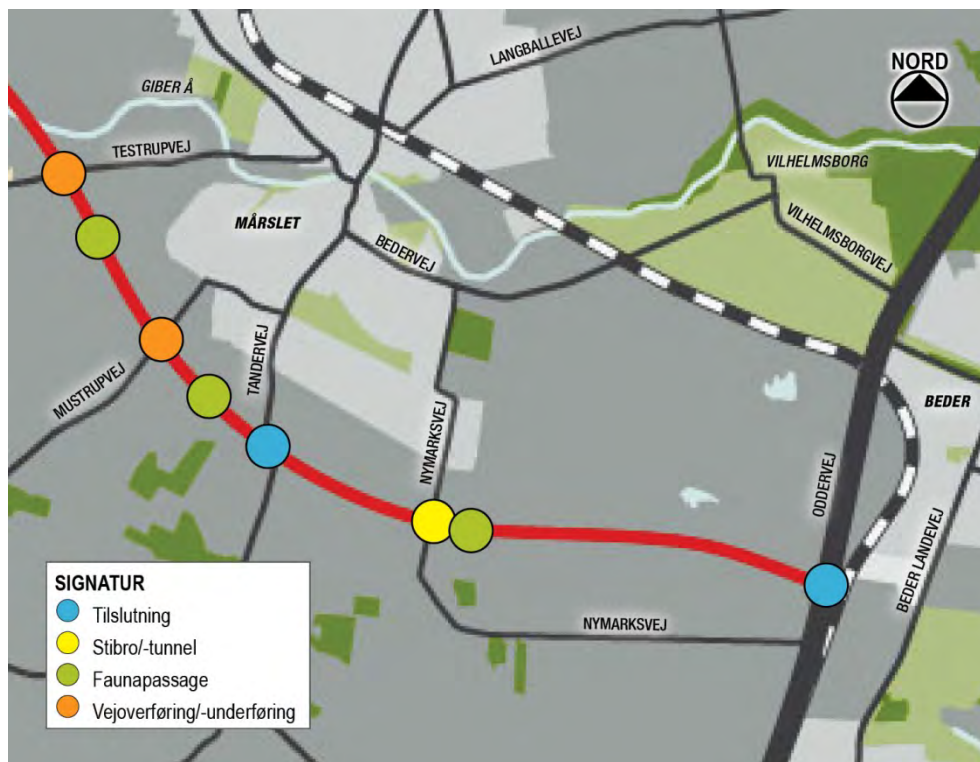 LANGBALLEVEJ
NORD
GIBER Å
TESTRUPVEJ
VILHELMSBORG
MÅRSLET
BEDERVEJ
VILHELMSBORGVEJ
MUSTRUPVEJ
TANDERVEJ
BEDER
NYMARKSVEJ
ODDERVEJ
BEDER LANDEVEJ
NYMARKSVEJ
SIGNATUR
Tilslutning
Stibro/-tunnel
Faunapassage
Vejoverføring/-underføring